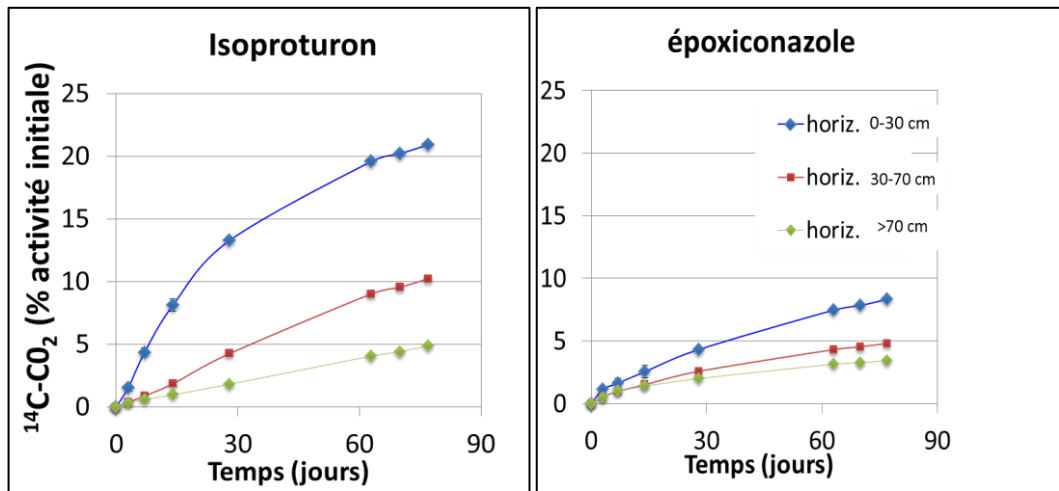 Isoproturon
¹⁴C-C0₂ (% activité initiale)
25
20
15
10
5
0
0 30 60 90
Temps (jours)
époxiconazole
25
20
15
10
5
0
horiz. 0-30 cm
horiz. 30-70 cm
horiz. >70 cm
0 30 60 90
Temps (jours)